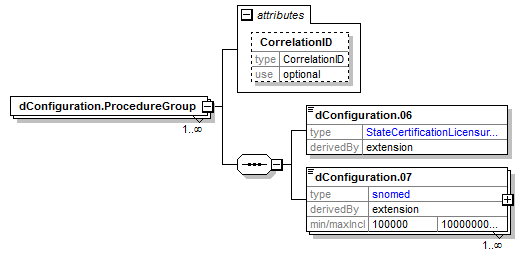 attributes
CorrelationID
type CorrelationID
use optional
dConfiguration.ProcedureGroup
1..∞
dConfiguration.06
type StateCertificationLicensur...
derivedBy extension
dConfiguration.07
type snomed
derivedBy extension
min/maxIncl 100000 10000000...
1..∞